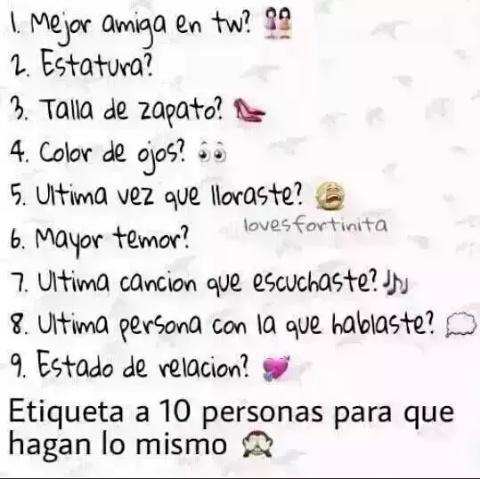 1. Mejor amiga en tw? 👭
2. Estatura?
3. Talla de zapato? 👠
4. Color de ojos? 👀
5. Ultima vez que lloraste? 😭
lovesfortinita
6. Mayor temor?
7. Ultima cancion que escuchaste? 🎶
8. Ultima persona con la que hablaste? 💭
9. Estado de relacion? 💘
Etiqueta a 10 personas para que
hagan lo mismo 🙈